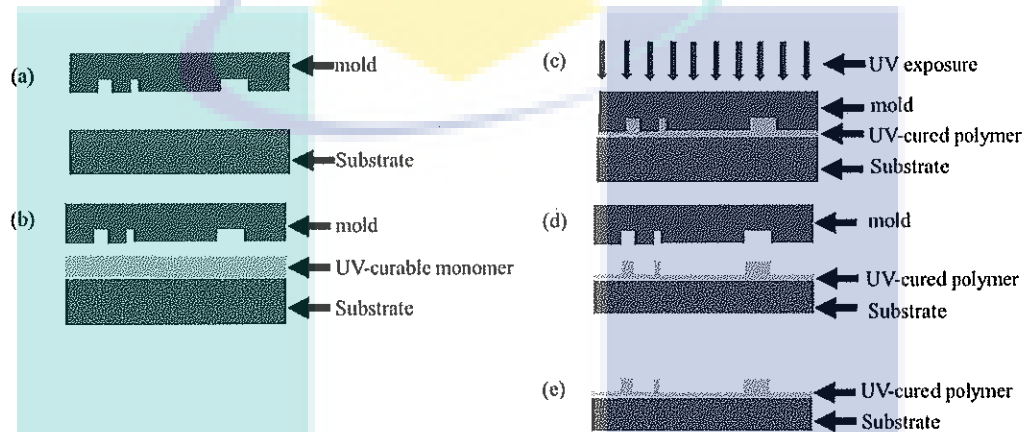 (a)
mold
Substrate
(b)
mold
UV-curable monomer
Substrate
(c)
UV exposure
mold
UV-cured polymer
Substrate
(d)
mold
UV-cured polymer
Substrate
(e)
UV-cured polymer
Substrate